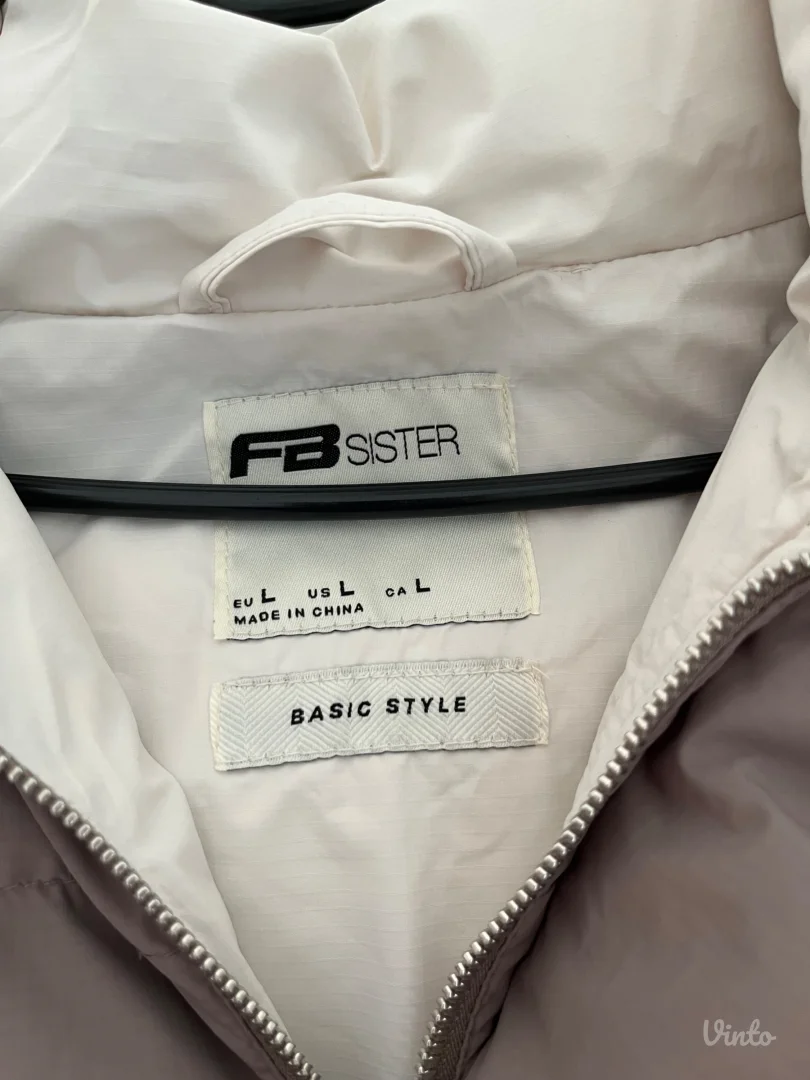 FB SISTER
EU L US L CA L
MADE IN CHINA
BASIC STYLE
Vinto